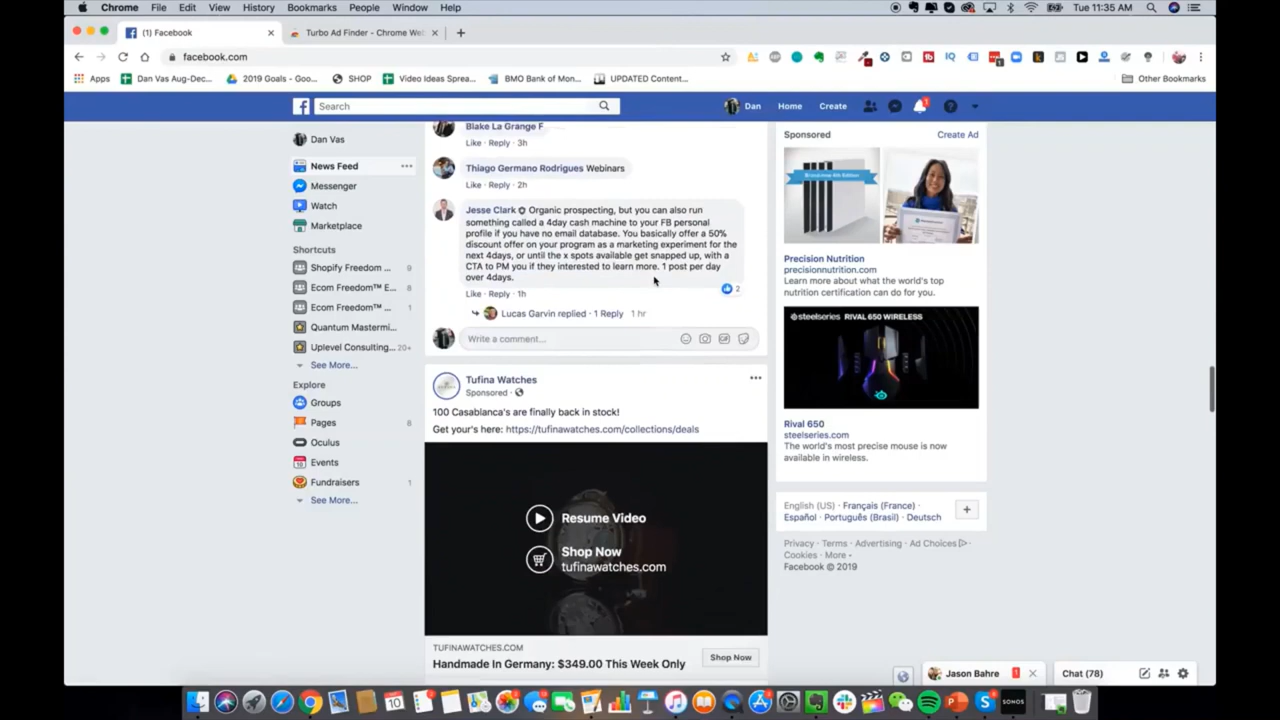 Chrome File Edit View History Bookmarks People Window Help
Tue 11:35 AM
(1) Facebook
Turbo Ad Finder - Chrome Web
facebook.com
Apps
Dan Vas Aug-Dec...
2019 Goals - Goo...
SHOP
Video Ideas Sprea...
BMO Bank of Mon...
UPDATED Content...
Other Bookmarks
Search
Dan Home Create
1
Dan Vas
News Feed
Messenger
Watch
Marketplace
Shortcuts
Shopify Freedom ... 9
Ecom Freedom™ E... 8
Ecom Freedom™ ... 1
Quantum Mastermi...
Uplevel Consulting... 20+
See More...
Explore
Groups
Pages 8
Oculus
Events
Fundraisers 1
See More...
Blake La Grange F
Like · Reply · 3h
Thiago Germano Rodrigues Webinars
Like · Reply · 2h
Jesse Clark Organic prospecting, but you can also run
something called a 4day cash machine to your FB personal
profile if you have no email database. You basically offer a 50%
discount offer on your program as a marketing experiment for the
next 4days, or until the x spots available get snapped up, with a
CTA to PM you if they interested to learn more. 1 post per day
over 4days.
2
Like · Reply · 1h
Lucas Garvin replied · 1 Reply 1 hr
Write a comment...
Tufina Watches
Sponsored ·
100 Casablanca's are finally back in stock!
Get your's here: https://tufinawatches.com/collections/deals
Resume Video
Shop Now
tufinawatches.com
TUFINAWATCHES.COM
Handmade In Germany: $349.00 This Week Only
Shop Now
Sponsored
Create Ad
Precision Nutrition
precisionnutrition.com
Learn more about what the world's top
nutrition certification can do for you.
steelseries RIVAL 650 WIRELESS
Rival 650
steelseries.com
The world's most precise mouse is now
available in wireless.
English (US) · Français (France) ·
Español · Português (Brasil) · Deutsch
Privacy · Terms · Advertising · Ad Choices ·
Cookies · More
Facebook © 2019
Jason Bahre 1
Chat (78)
10
SONOS